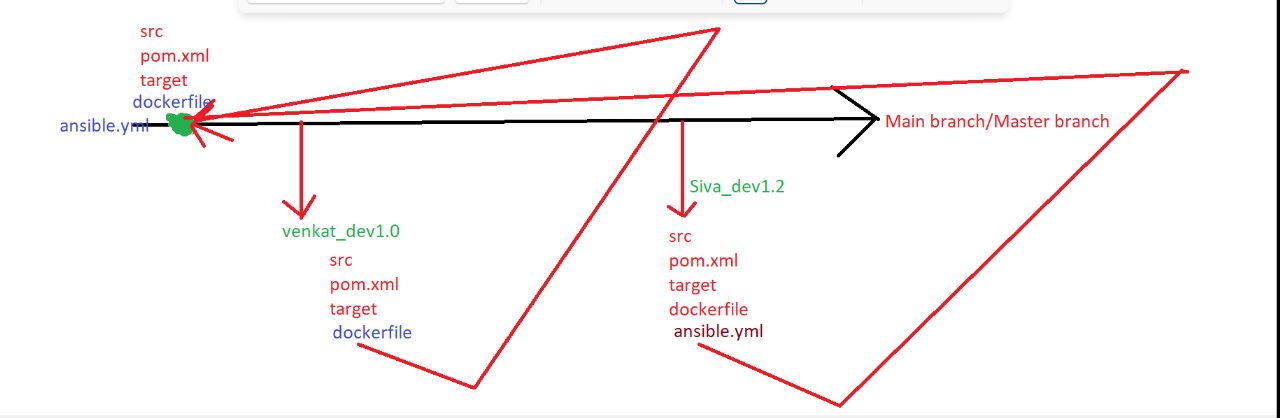 src
pom.xml
target
dockerfile
ansible.yml
Main branch/Master branch
venkat_dev1.0
src
pom.xml
target
dockerfile
Siva_dev1.2
src
pom.xml
target
dockerfile
ansible.yml